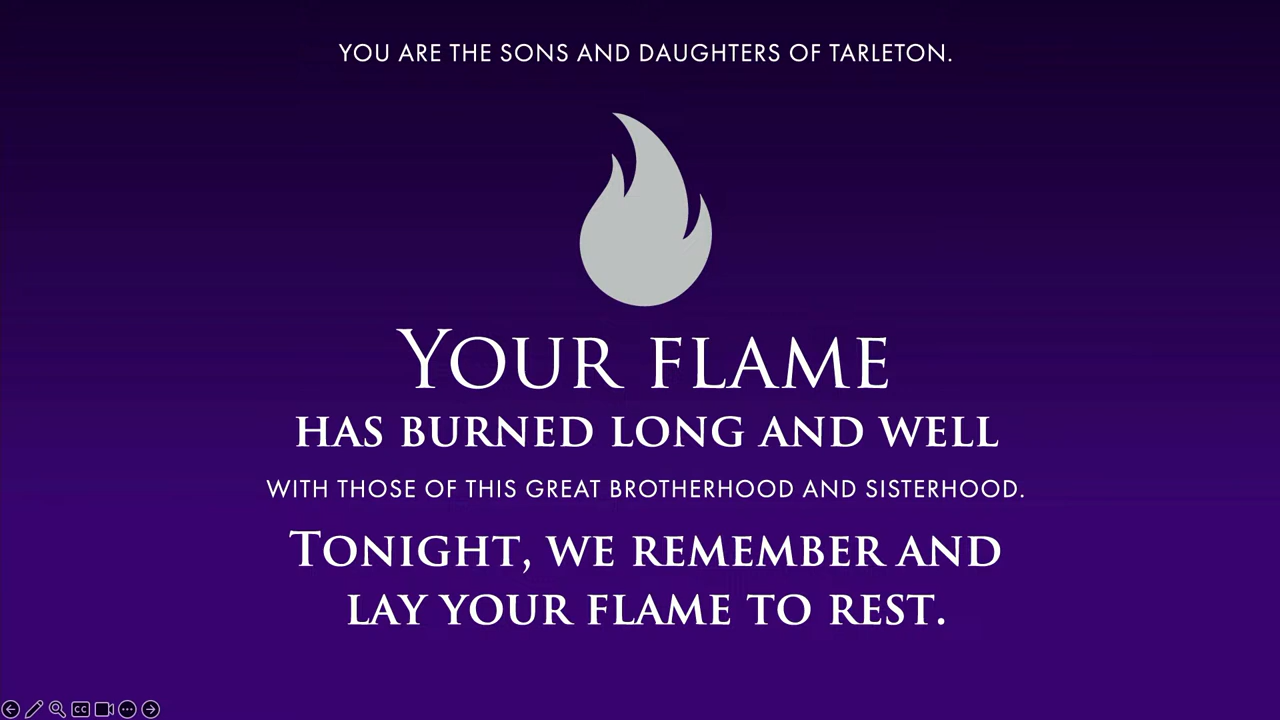 YOU ARE THE SONS AND DAUGHTERS OF TARLETON.
YOUR FLAME
HAS BURNED LONG AND WELL
WITH THOSE OF THIS GREAT BROTHERHOOD AND SISTERHOOD.
TONIGHT, WE REMEMBER AND
LAY YOUR FLAME TO REST.
CC